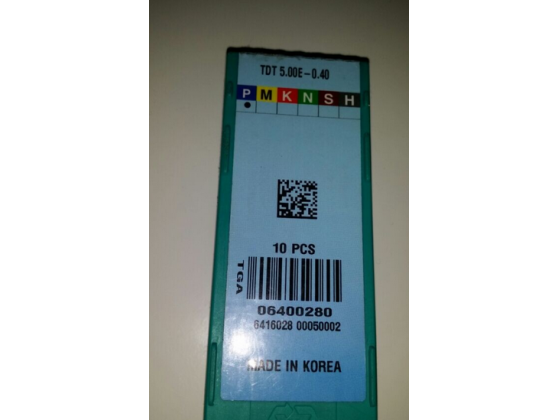 TDT 5.00E-0.40
P M K N S H
10 PCS
TGA
06400280
6416028 00050002
MADE IN KOREA